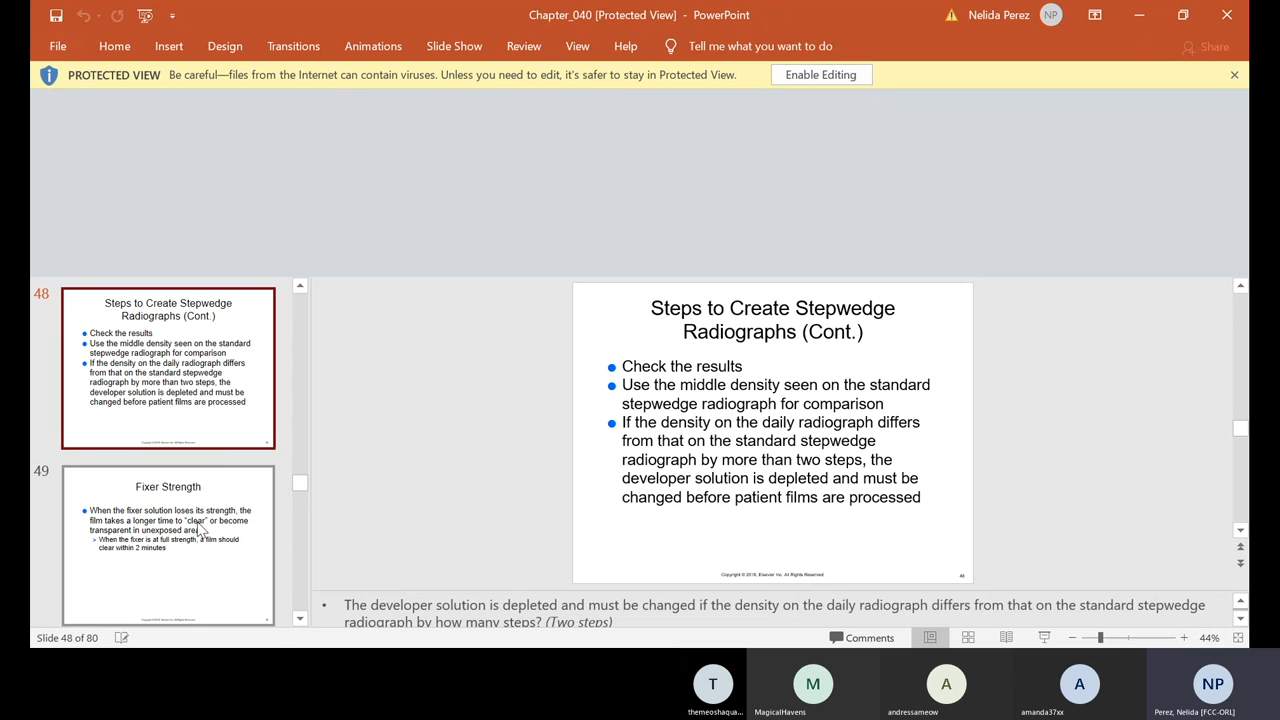 Chapter_040 [Protected View] - PowerPoint
Nelida Perez
NP
File
Home
Insert
Design
Transitions
Animations
Slide Show
Review
View
Help
Tell me what you want to do
Share
PROTECTED VIEW
Be careful—files from the Internet can contain viruses. Unless you need to edit, it's safer to stay in Protected View.
Enable Editing
48
Steps to Create Stepwedge
Radiographs (Cont.)
Check the results
Use the middle density seen on the standard
stepwedge radiograph for comparison
If the density on the daily radiograph differs
from that on the standard stepwedge
radiograph by more than two steps, the
developer solution is depleted and must be
changed before patient films are processed
49
Fixer Strength
When the fixer solution loses its strength, the
film takes a longer time to "clear" or become
transparent in unexposed area
When the fixer is at full strength, a film should
clear within 2 minutes
Steps to Create Stepwedge
Radiographs (Cont.)
Check the results
Use the middle density seen on the standard
stepwedge radiograph for comparison
If the density on the daily radiograph differs
from that on the standard stepwedge
radiograph by more than two steps, the
developer solution is depleted and must be
changed before patient films are processed
Copyright © 2018, Elsevier Inc. All Rights Reserved.
48
• The developer solution is depleted and must be changed if the density on the daily radiograph differs from that on the standard stepwedge
radiograph by how many steps? (Two steps)
Slide 48 of 80
Comments
44%
T
themeoshaqua...
M
MagicalHavens
A
andressameow
A
amanda37xx
NP
Perez, Nelida [FCC-ORL]